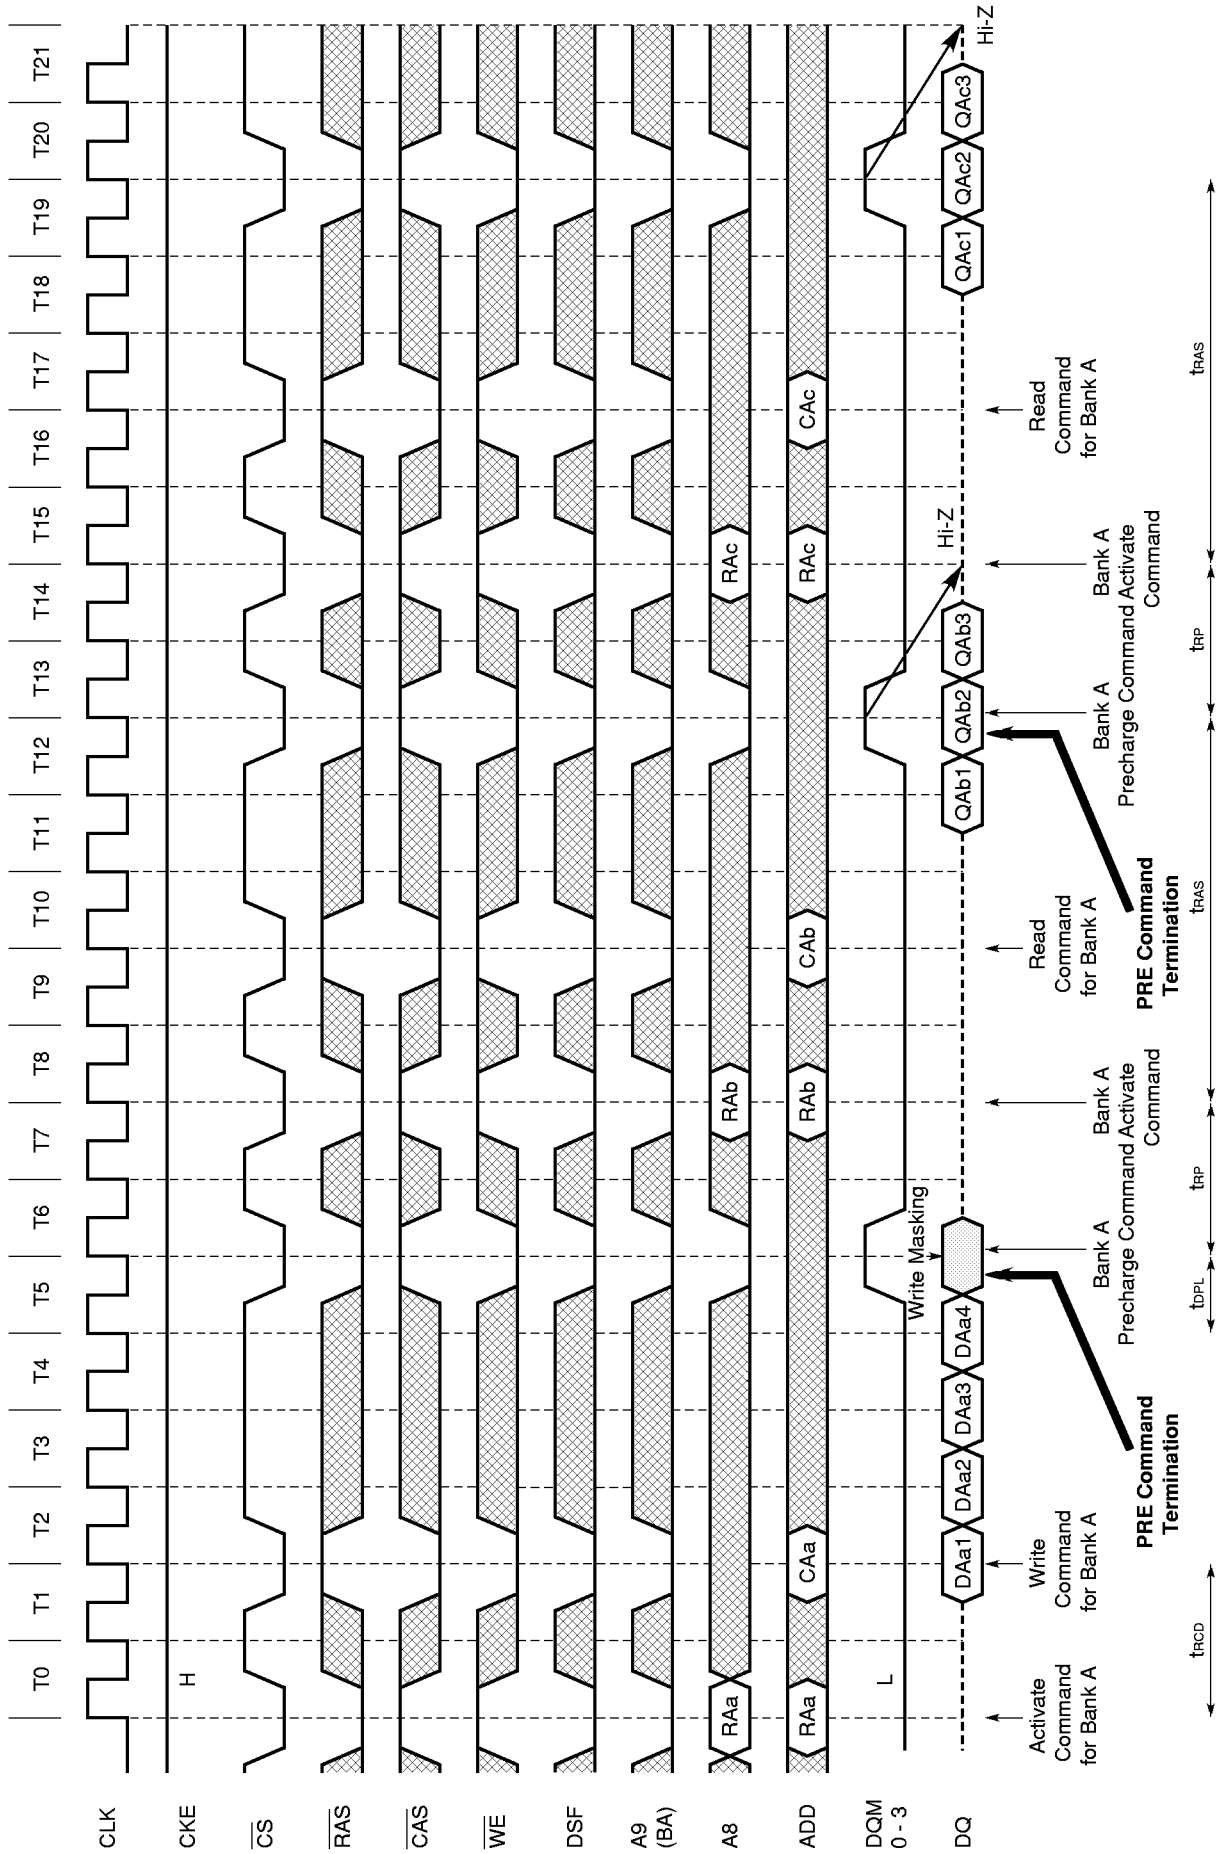 T0 T1 T2 T3 T4 T5 T6 T7 T8 T9 T10 T11 T12 T13 T14 T15 T16 T17 T18 T19 T20 T21
CLK
CKE
H
CS
RAS
CAS
WE
DSF
A9
(BA)
A8
RAa RAb RAc
ADD
RAa CAa RAb CAb RAc CAc
DQM
0 - 3
L
Write Masking
DQ
DAa1 DAa2 DAa3 DAa4 QAb1 QAb2 QAb3 QAc1 QAc2 QAc3
Hi-Z
Hi-Z
Activate
Command
for Bank A
Write
Command
for Bank A
Bank A
Precharge Command
Bank A
Activate
Command
Read
Command
for Bank A
Bank A
Precharge Command
Bank A
Activate
Command
Read
Command
for Bank A
PRE Command
Termination
PRE Command
Termination
tRCD tDPL tRP tRAS tRP tRAS